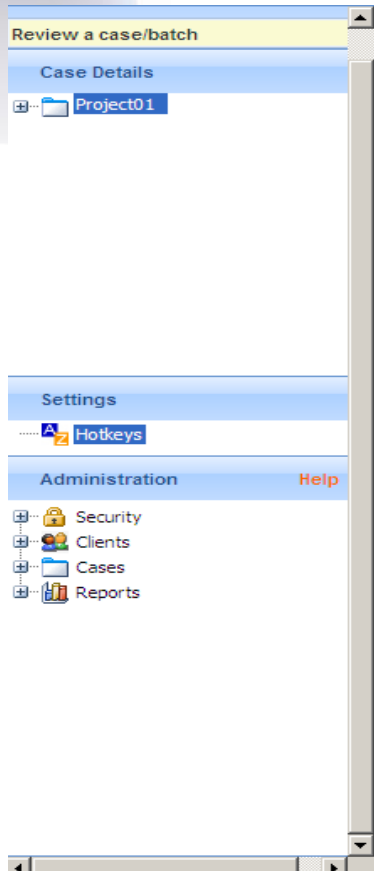 Review a case/batch
Case Details
Project01
Settings
Hotkeys
Administration Help
Security
Clients
Cases
Reports